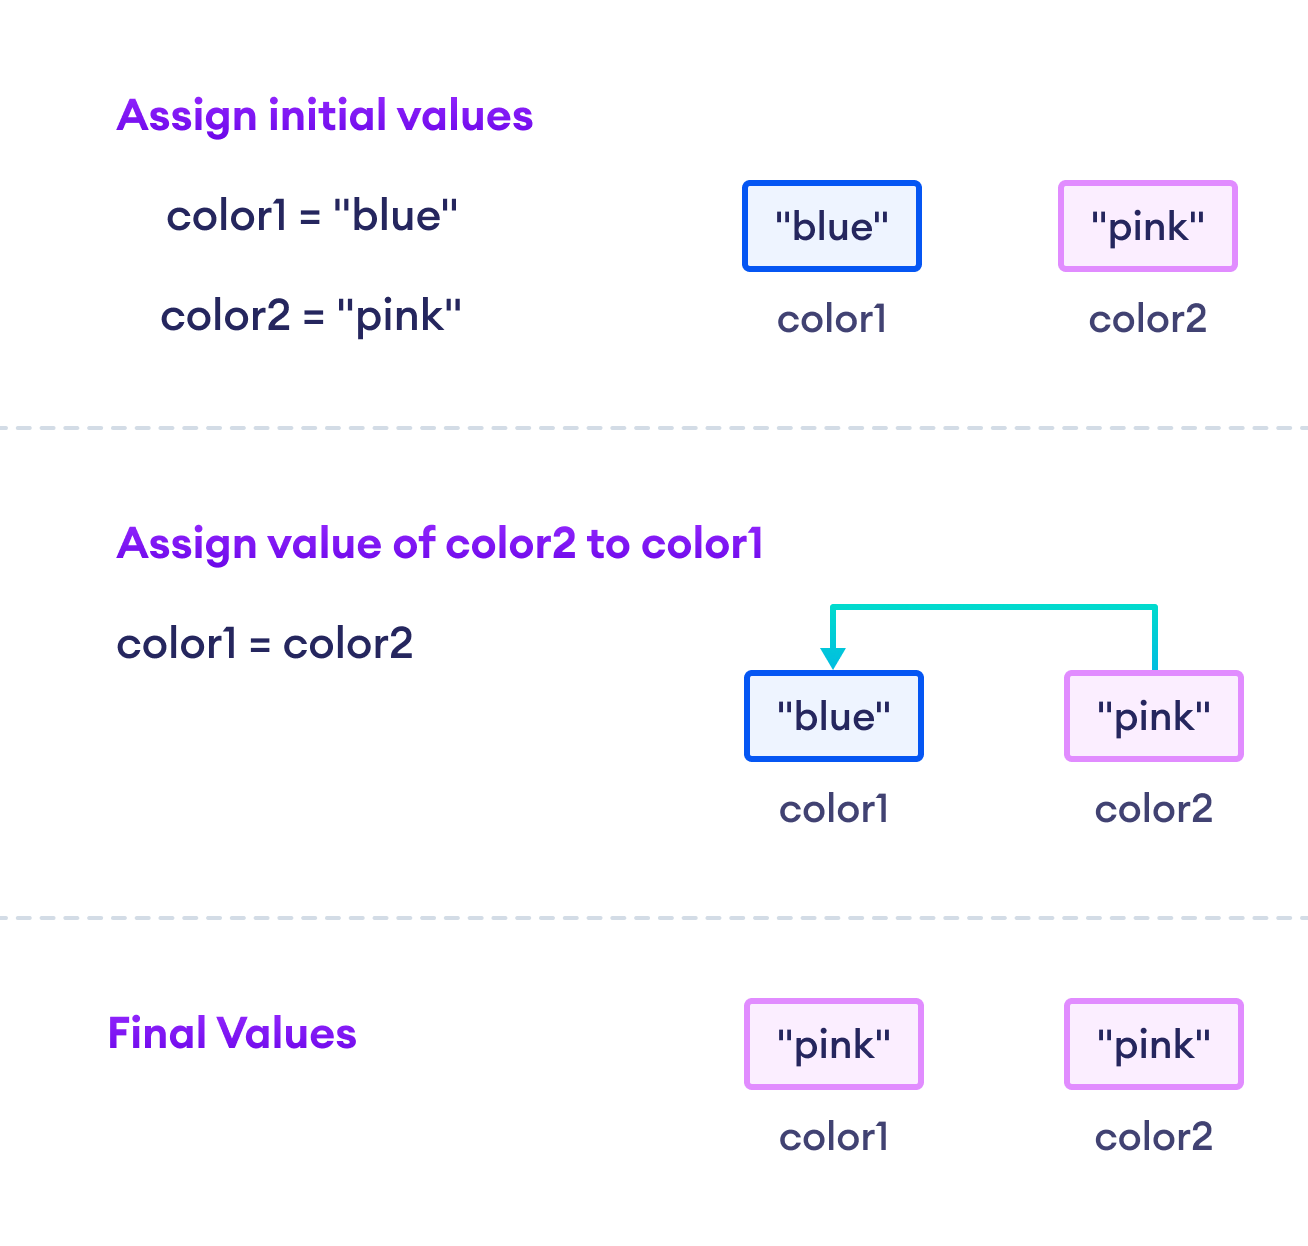 Assign initial values
color1 = "blue"
color2 = "pink"
"blue" "pink"
color1 color2
Assign value of color2 to color1
color1 = color2
"blue" "pink"
color1 color2
Final Values
"pink" "pink"
color1 color2